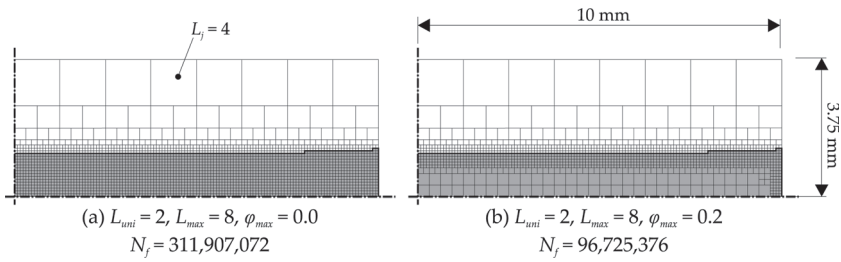 L_j = 4
10 mm
3.75 mm
(a) L_uni = 2, L_max = 8, φ_max = 0.0
N_f = 311,907,072
(b) L_uni = 2, L_max = 8, φ_max = 0.2
N_f = 96,725,376